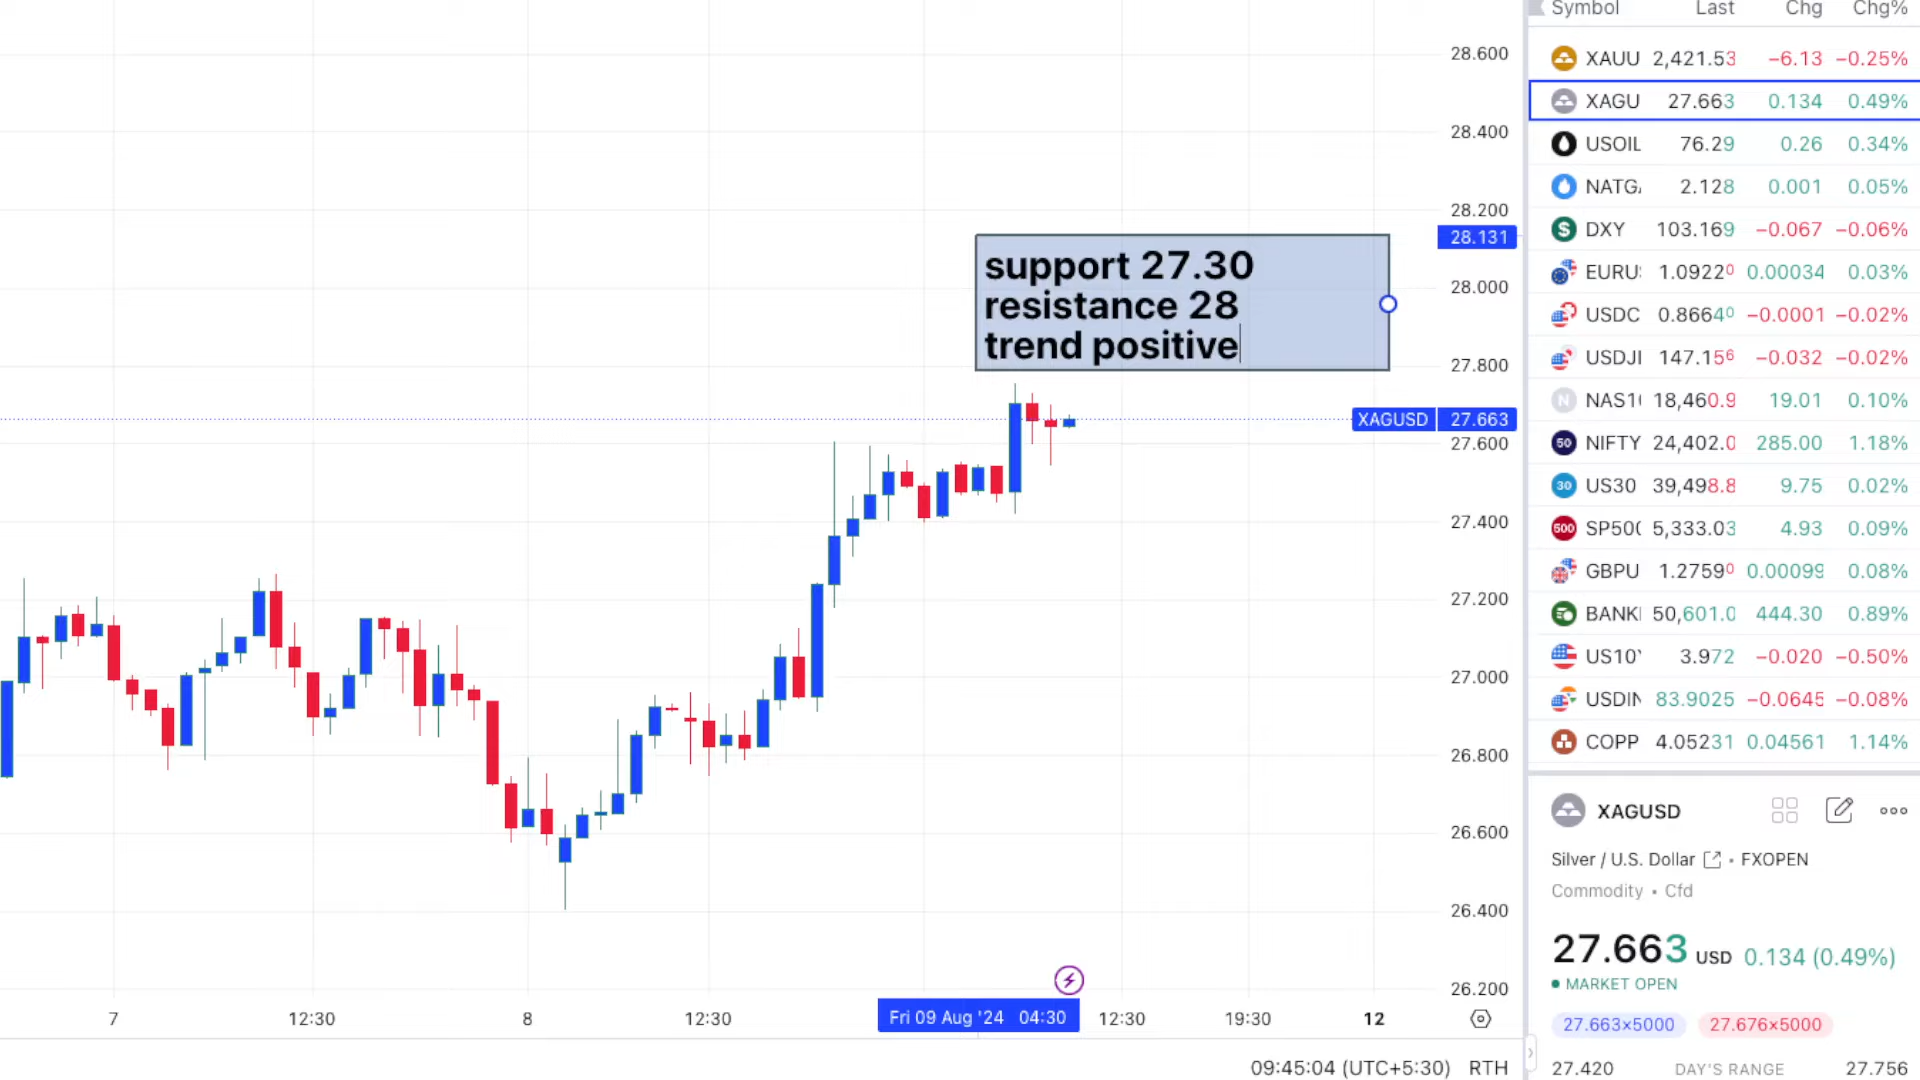 Symbol Last Chg Chg%
28.600
XAUU 2,421.53 −6.13 −0.25%
XAGU 27.663 0.134 0.49%
28.400
USOIL 76.29 0.26 0.34%
NATGA 2.128 0.001 0.05%
28.200
DXY 103.169 −0.067 −0.06%
28.131
support 27.30
resistance 28
trend positive
EURU 1.09220 0.00034 0.03%
28.000
USDC 0.86640 −0.0001 −0.02%
USDJI 147.156 −0.032 −0.02%
27.800
NAS1 18,460.9 19.01 0.10%
XAGUSD 27.663
27.600
50 NIFTY 24,402.0 285.00 1.18%
30 US30 39,498.8 9.75 0.02%
27.400
500 SP500 5,333.03 4.93 0.09%
GBPU 1.27590 0.00099 0.08%
27.200
BANK 50,601.0 444.30 0.89%
US10Y 3.972 −0.020 −0.50%
27.000
USDIN 83.9025 −0.0645 −0.08%
COPP 4.05231 0.04561 1.14%
26.800
XAGUSD
26.600
Silver / U.S. Dollar • FXOPEN
Commodity • Cfd
26.400
27.663 USD 0.134 (0.49%)
MARKET OPEN
26.200
7 12:30 8 12:30 Fri 09 Aug '24 04:30 12:30 19:30 12
27.663×5000 27.676×5000
09:45:04 (UTC+5:30) RTH
27.420 DAY'S RANGE 27.756